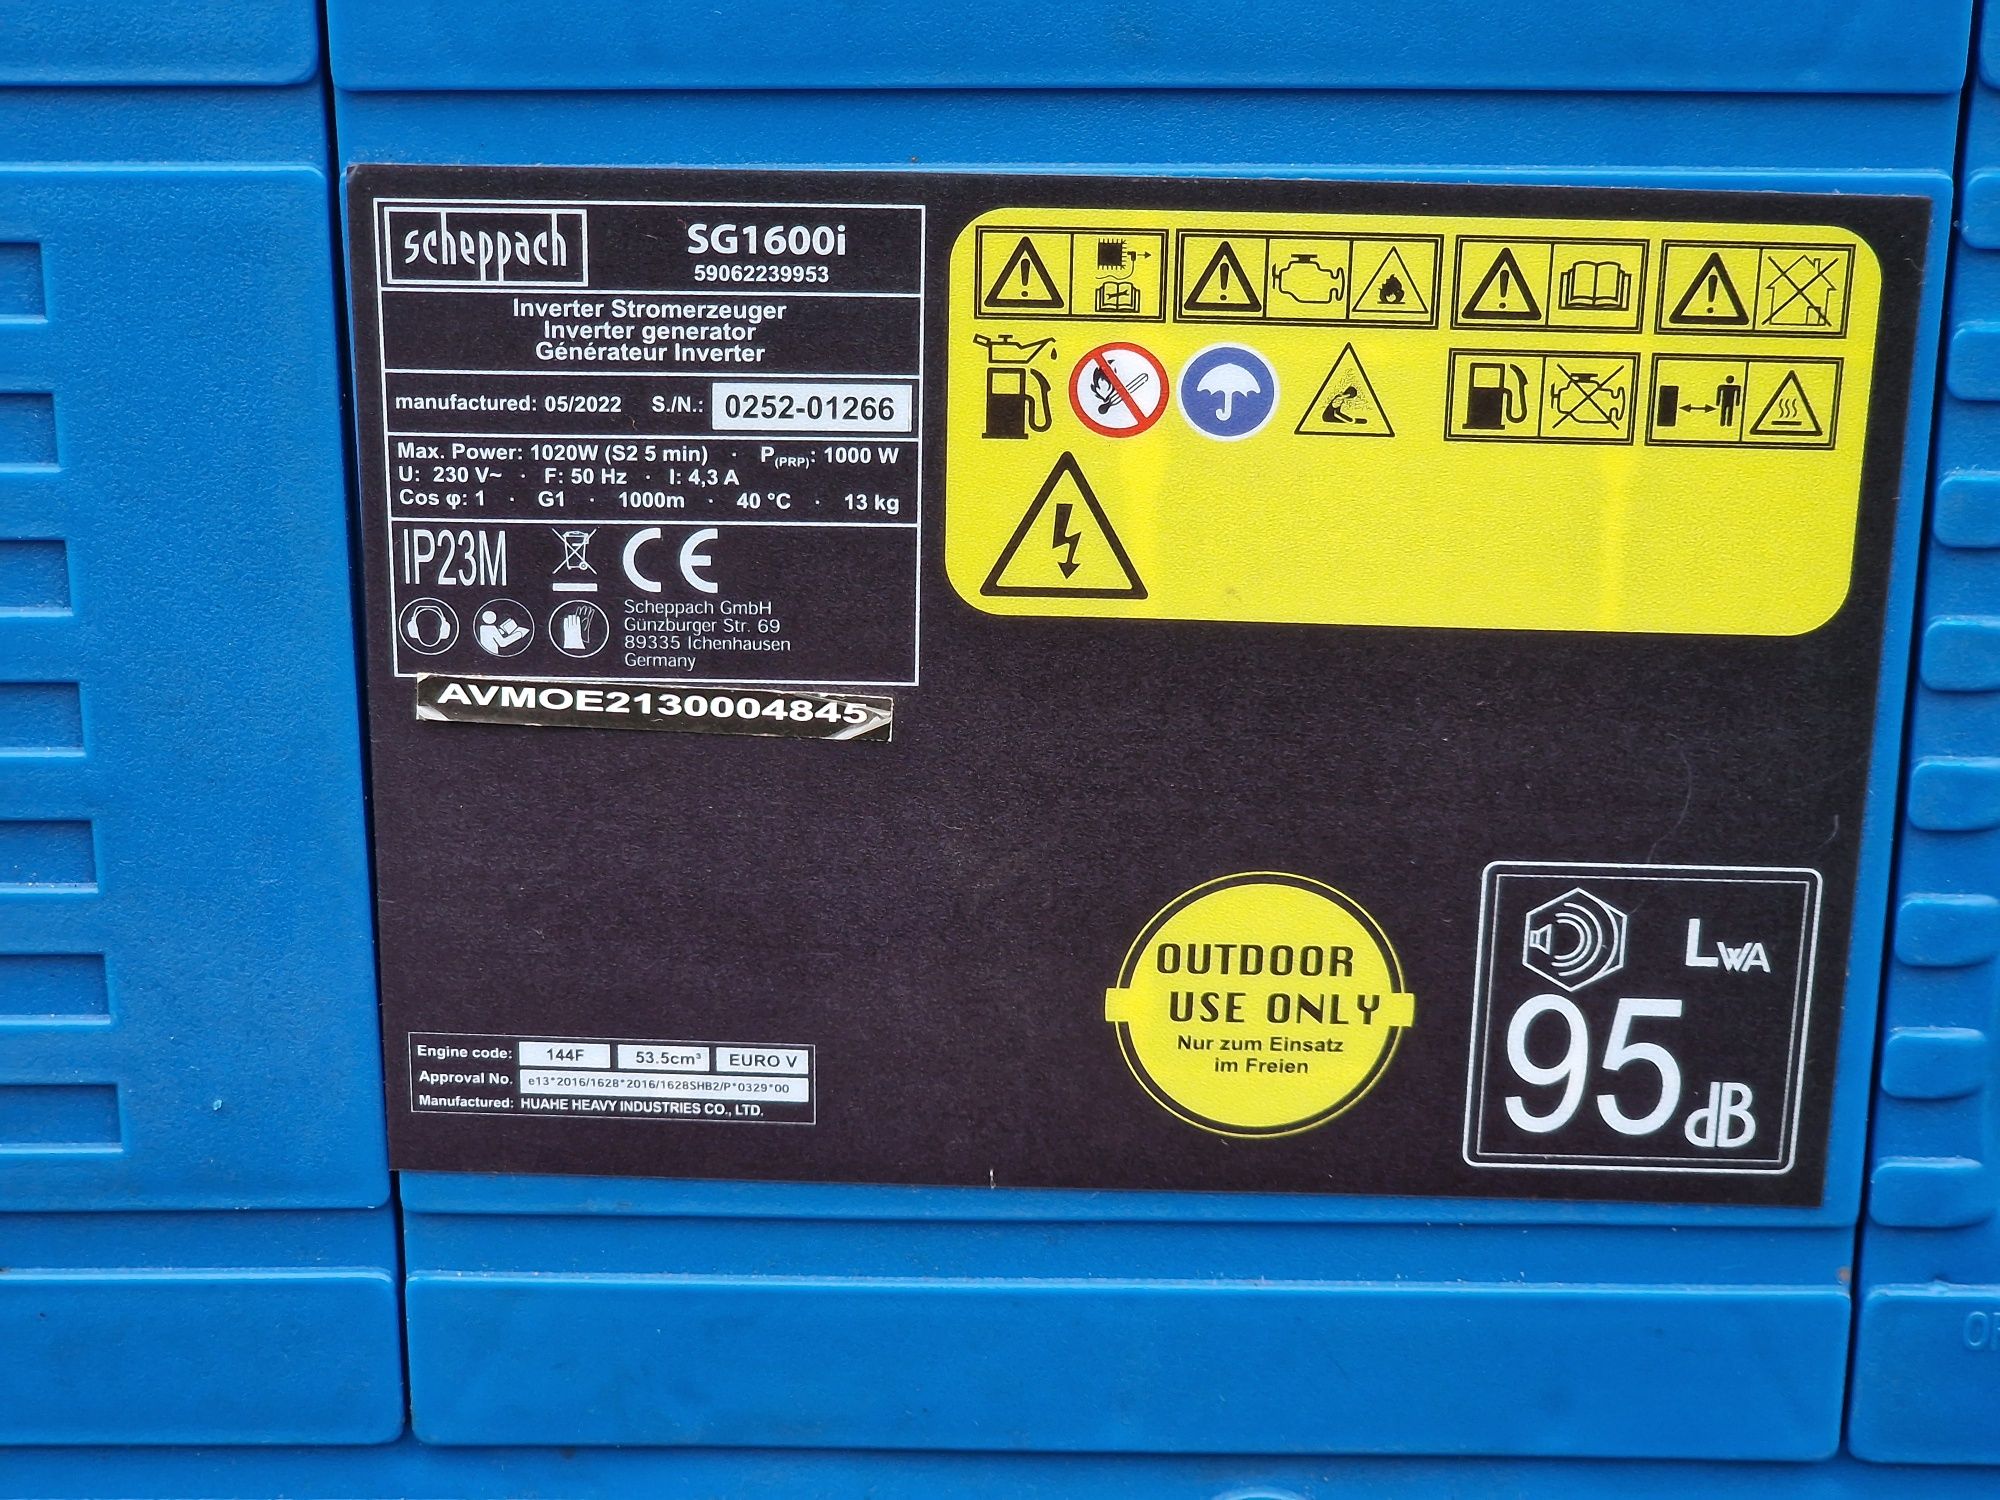 scheppach
SG1600i
59062239953
Inverter Stromerzeuger
Inverter generator
Générateur Inverter
manufactured: 05/2022 S./N.: 0252-01266
Max. Power: 1020W (S2 5 min) · P(PRP): 1000 W
U: 230 V~ · F: 50 Hz · I: 4,3 A
Cos φ: 1 · G1 · 1000m · 40 °C · 13 kg
IP23M CE
Scheppach GmbH
Günzburger Str. 69
89335 Ichenhausen
Germany
AVMOE2130004845
Engine code: 144F 53.5cm³ EURO V
Approval No. e13*2016/1628*2016/1628SHB2/P*0329*00
Manufactured: HUAHE HEAVY INDUSTRIES CO., LTD.
OUTDOOR
USE ONLY
Nur zum Einsatz
im Freien
LWA
95 dB